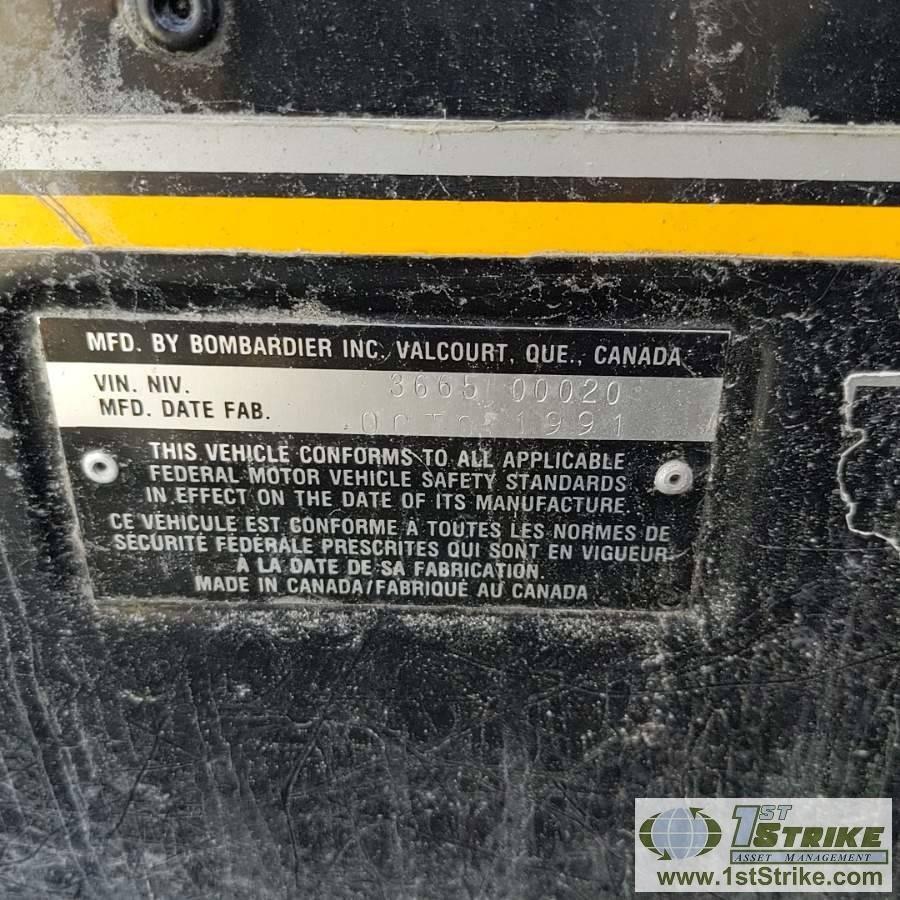 MFD. BY BOMBARDIER INC. VALCOURT, QUE., CANADA
VIN. NIV. 3665 00020
MFD. DATE FAB. 1991
THIS VEHICLE CONFORMS TO ALL APPLICABLE
FEDERAL MOTOR VEHICLE SAFETY STANDARDS
IN EFFECT ON THE DATE OF ITS MANUFACTURE.
CE VÉHICULE EST CONFORME À TOUTES LES NORMES DE
SÉCURITÉ FÉDÉRALE PRESCRITES QUI SONT EN VIGUEUR
À LA DATE DE SA FABRICATION.
MADE IN CANADA/FABRIQUÉ AU CANADA
1ST STRIKE
ASSET MANAGEMENT
www.1stStrike.com